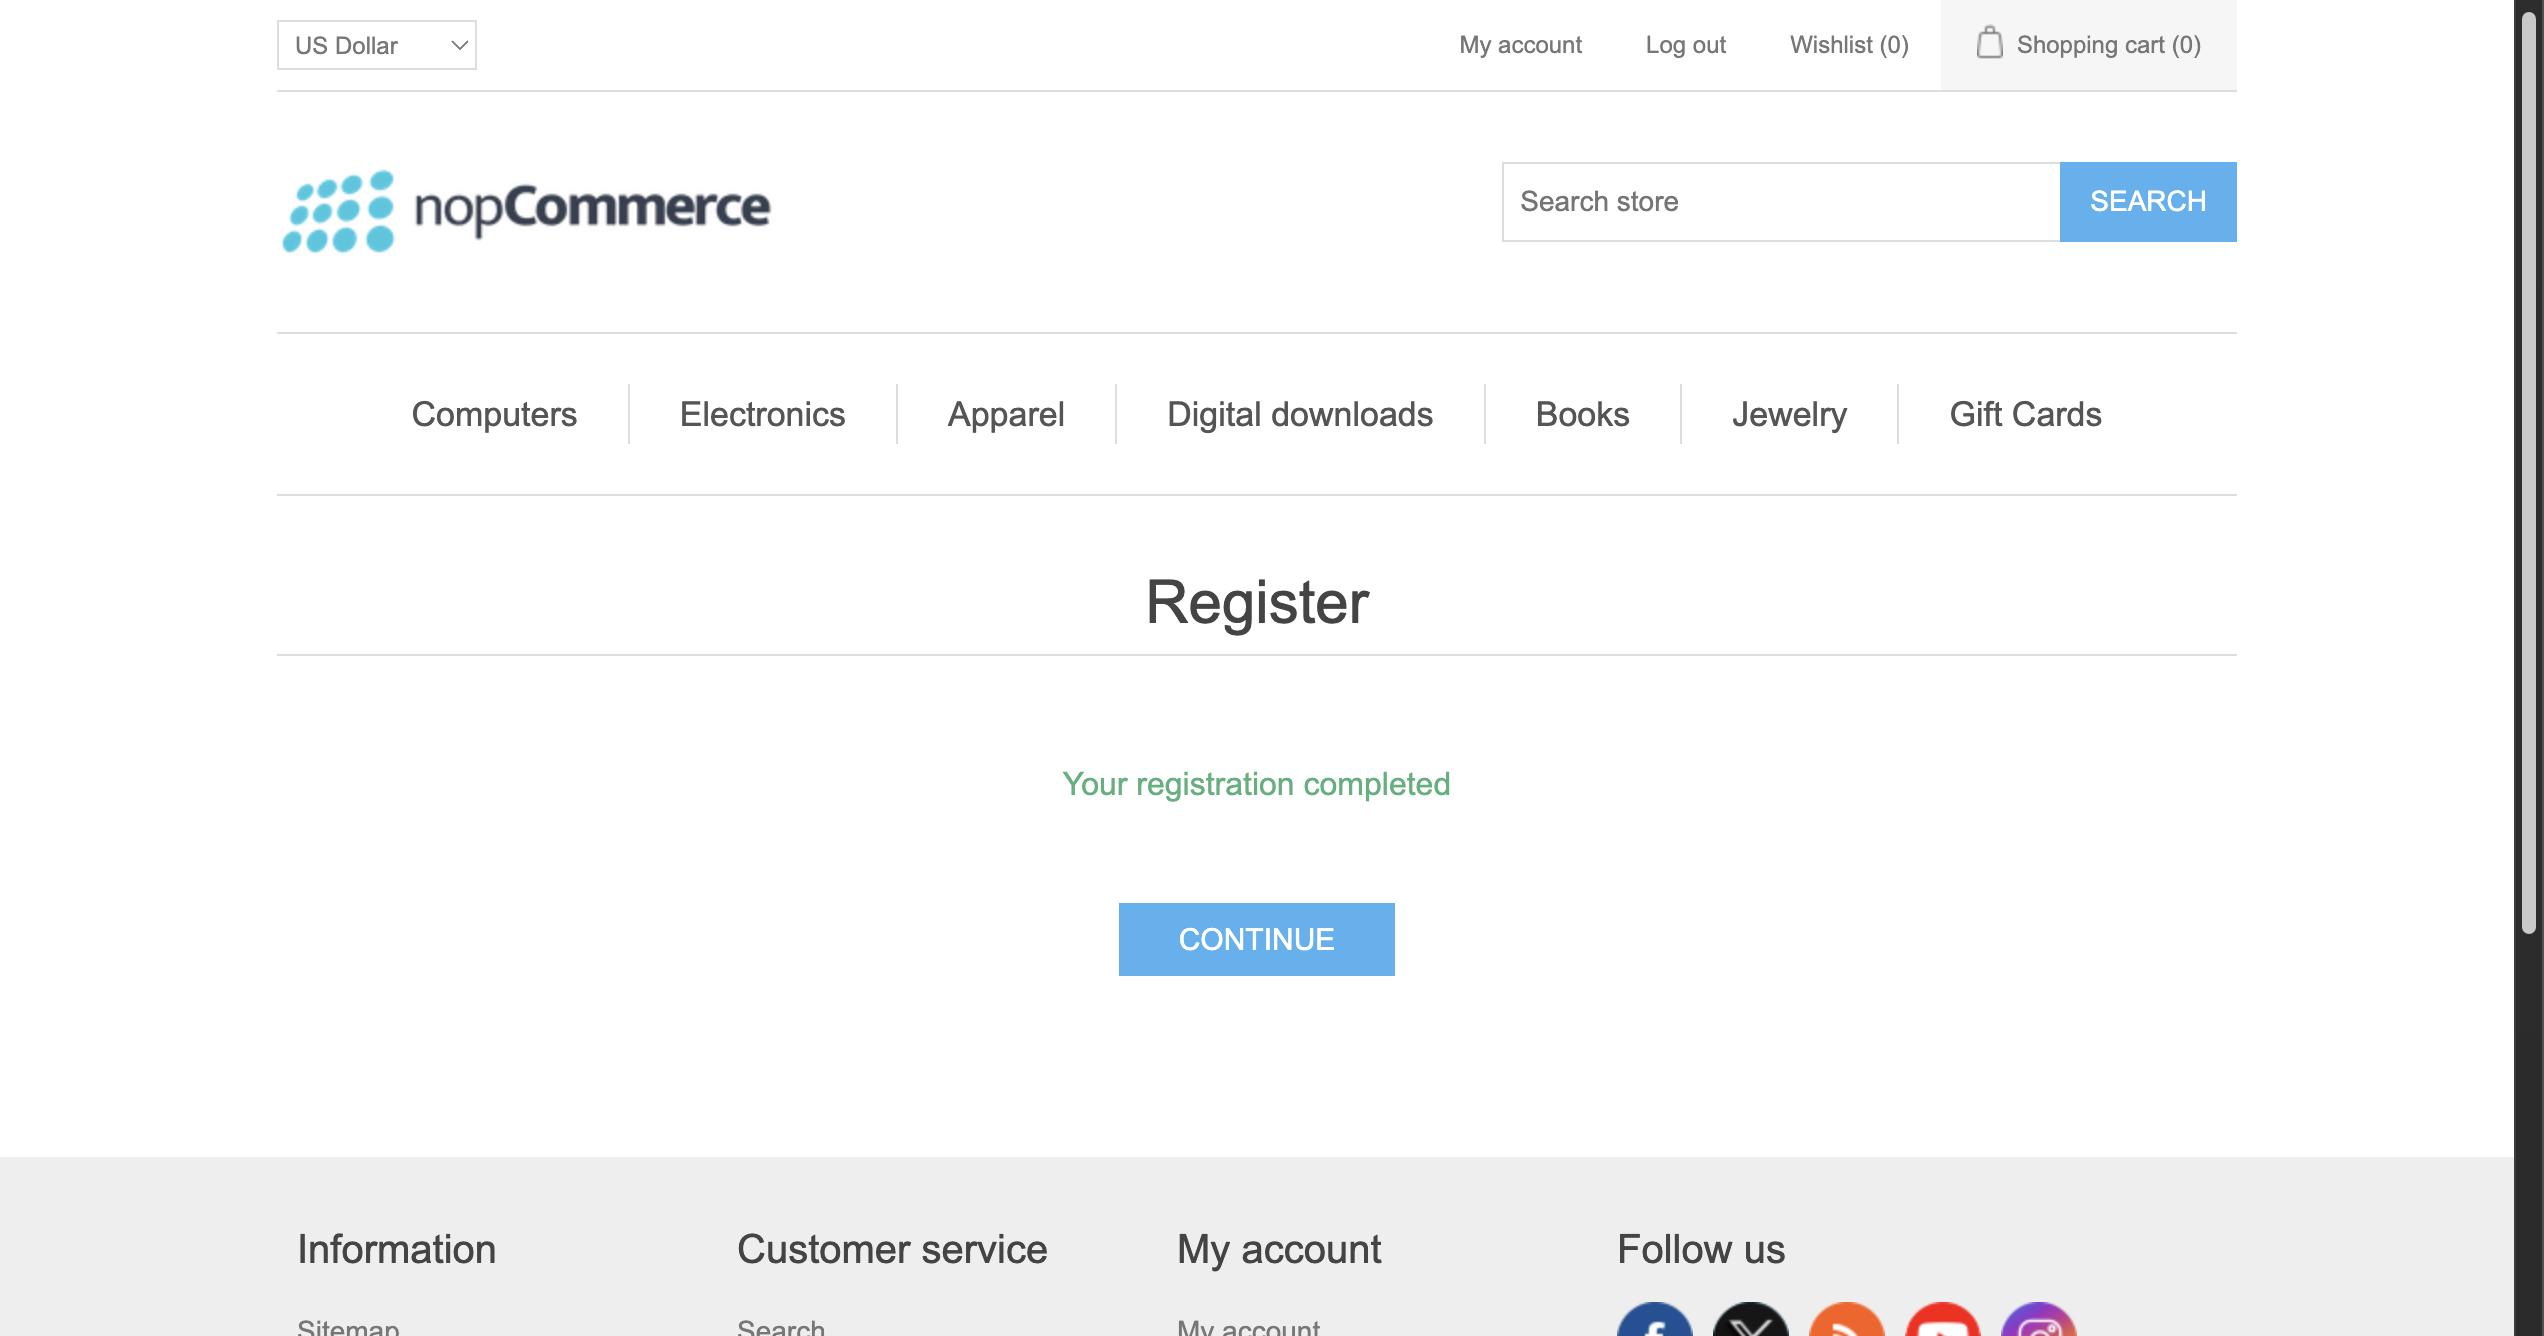 US Dollar
My account
Log out
Wishlist (0)
Shopping cart (0)
nopCommerce
Search store
SEARCH
Computers
Electronics
Apparel
Digital downloads
Books
Jewelry
Gift Cards
Register
Your registration completed
CONTINUE
Information
Customer service
My account
Follow us
Sitemap
Search
My account